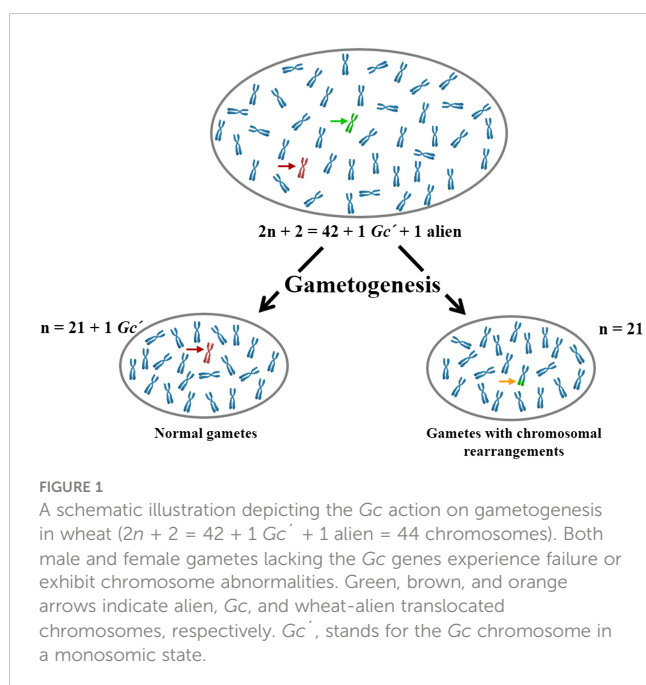 2n + 2 = 42 + 1 Gc´ + 1 alien
Gametogenesis
n = 21 + 1 Gc´
n = 21
Normal gametes
Gametes with chromosomal
rearrangements
FIGURE 1
A schematic illustration depicting the Gc action on gametogenesis
in wheat (2n + 2 = 42 + 1 Gc´ + 1 alien = 44 chromosomes). Both
male and female gametes lacking the Gc genes experience failure or
exhibit chromosome abnormalities. Green, brown, and orange
arrows indicate alien, Gc, and wheat-alien translocated
chromosomes, respectively. Gc´, stands for the Gc chromosome in
a monosomic state.